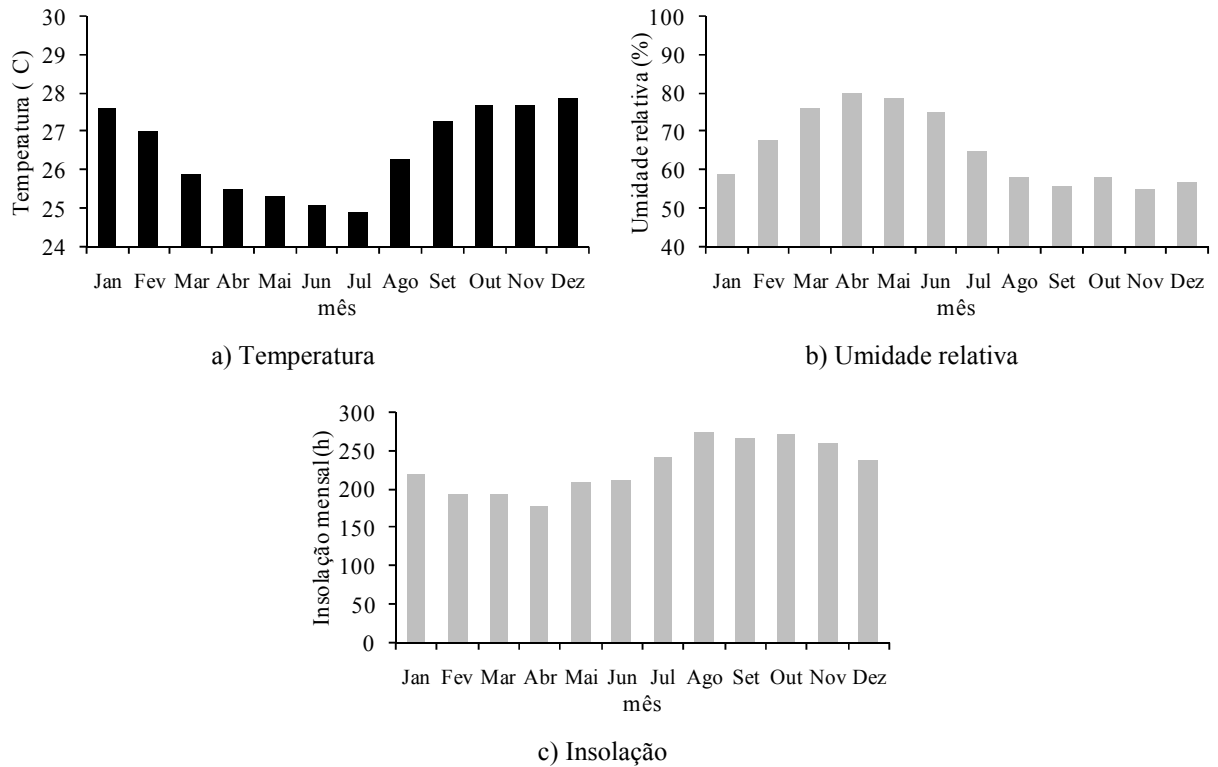 30
29
28
27
26
25
24
Temperatura ( C)
Jan Fev Mar Abr Mai Jun Jul Ago Set Out Nov Dez
mês
a) Temperatura
100
90
80
70
60
50
40
Umidade relativa (%)
Jan Fev Mar Abr Mai Jun Jul Ago Set Out Nov Dez
mês
b) Umidade relativa
300
250
200
150
100
50
0
Insolação mensal (h)
Jan Fev Mar Abr Mai Jun Jul Ago Set Out Nov Dez
mês
c) Insolação